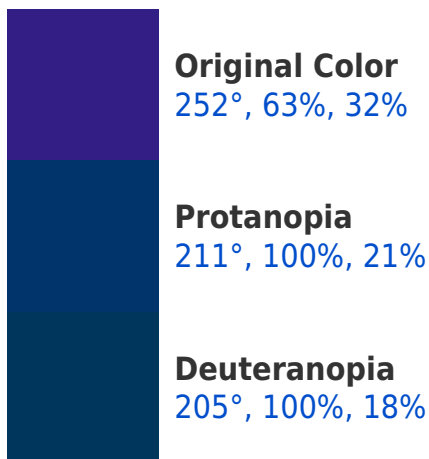 Original Color
252°, 63%, 32%
Protanopia
211°, 100%, 21%
Deuteranopia
205°, 100%, 18%